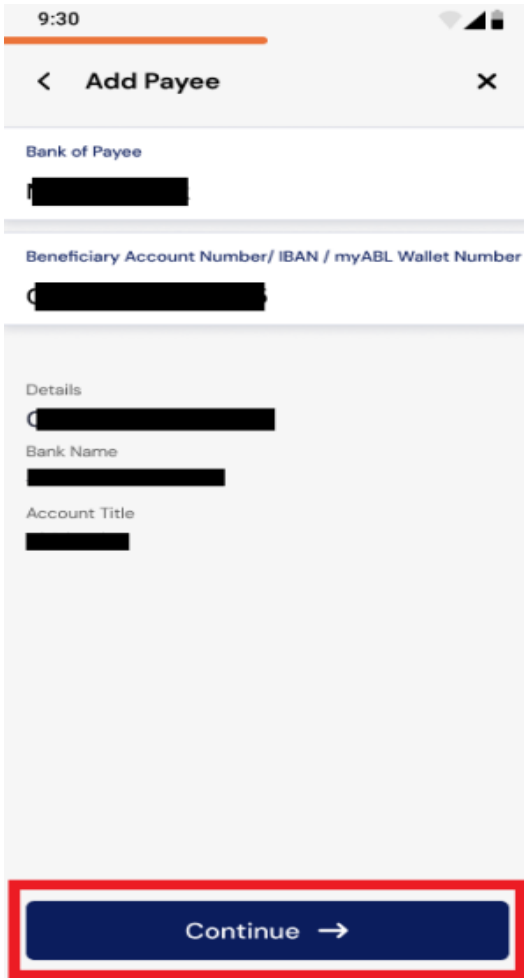 9:30
Add Payee
Bank of Payee
Beneficiary Account Number/ IBAN / myABL Wallet Number
Details
Bank Name
Account Title
Continue →